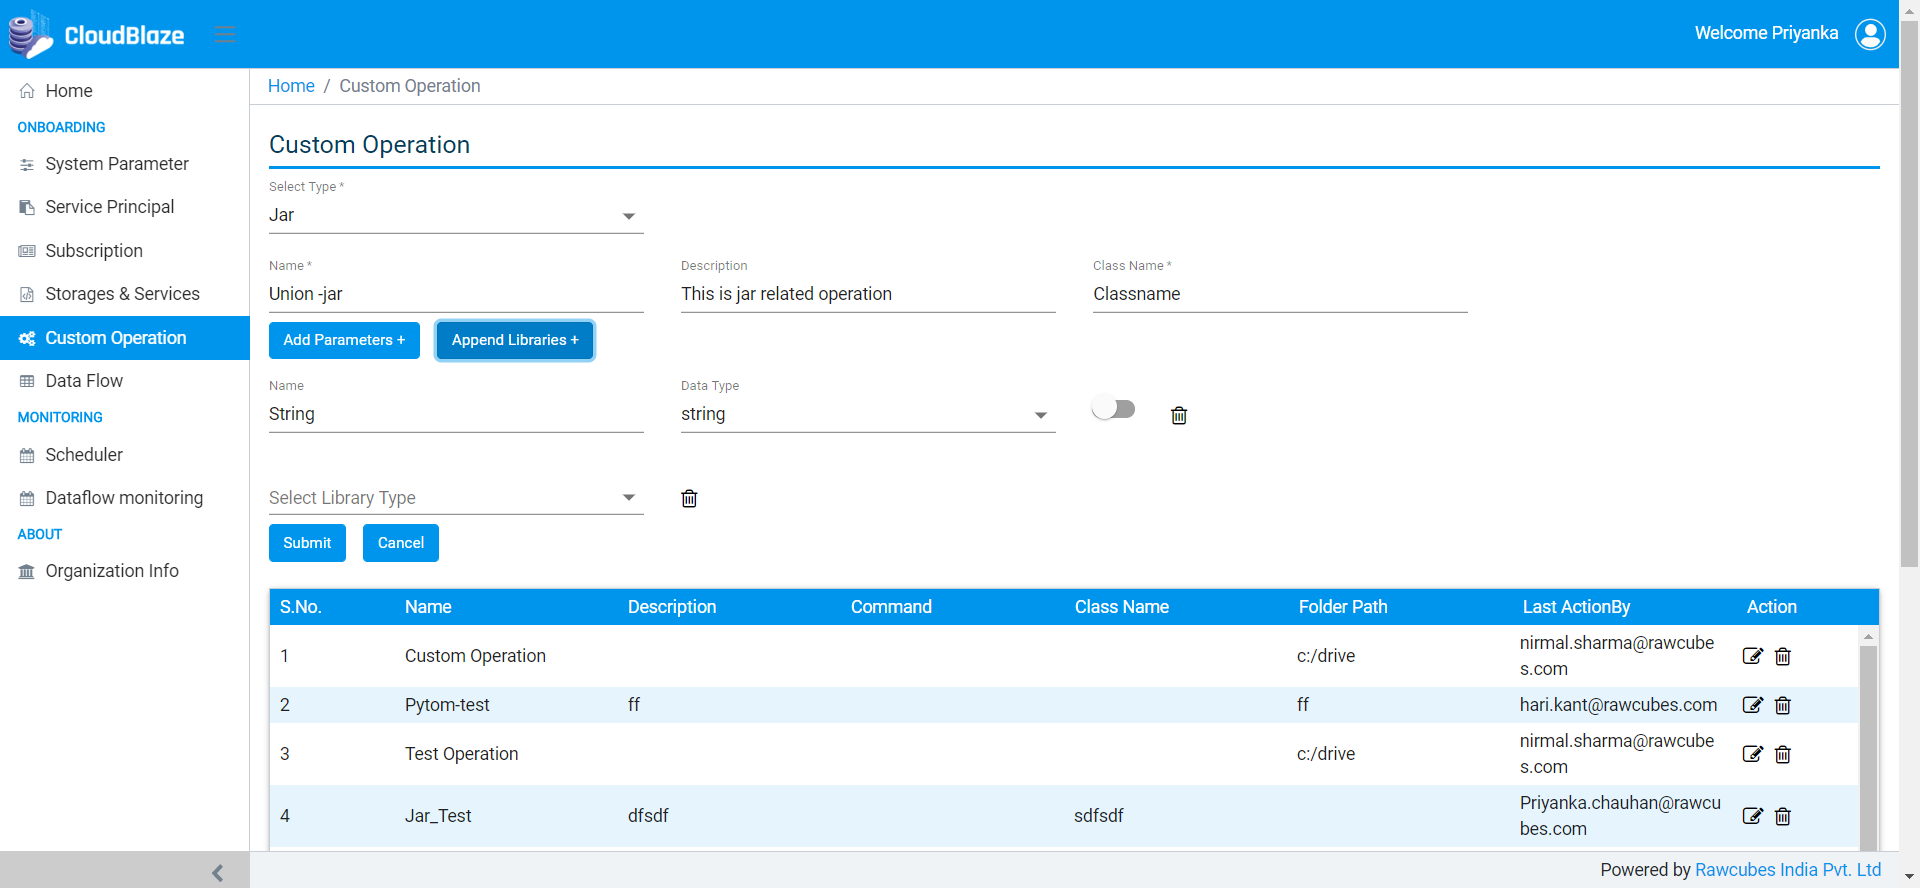 CloudBlaze
Welcome Priyanka
Home
ONBOARDING
System Parameter
Service Principal
Subscription
Storages & Services
Custom Operation
Data Flow
MONITORING
Scheduler
Dataflow monitoring
ABOUT
Organization Info
Home / Custom Operation
Custom Operation
Select Type *
Jar
Name * Description Class Name *
Union -jar This is jar related operation Classname
Add Parameters + Append Libraries +
Name Data Type
String string
Select Library Type
Submit Cancel
S.No. Name Description Command Class Name Folder Path Last ActionBy Action
1 Custom Operation c:/drive nirmal.sharma@rawcube
s.com
2 Pytom-test ff ff hari.kant@rawcubes.com
3 Test Operation c:/drive nirmal.sharma@rawcube
s.com
4 Jar_Test dfsdf sdfsdf Priyanka.chauhan@rawcu
bes.com
Powered by Rawcubes India Pvt. Ltd